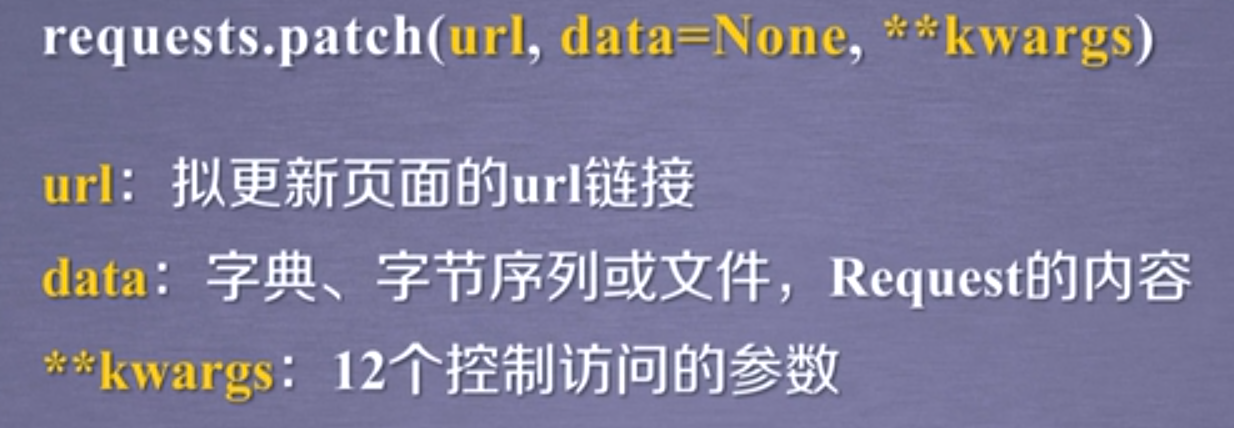 requests.patch(url, data=None, **kwargs)
url：拟更新页面的url链接
data：字典、字节序列或文件，Request的内容
**kwargs：12个控制访问的参数